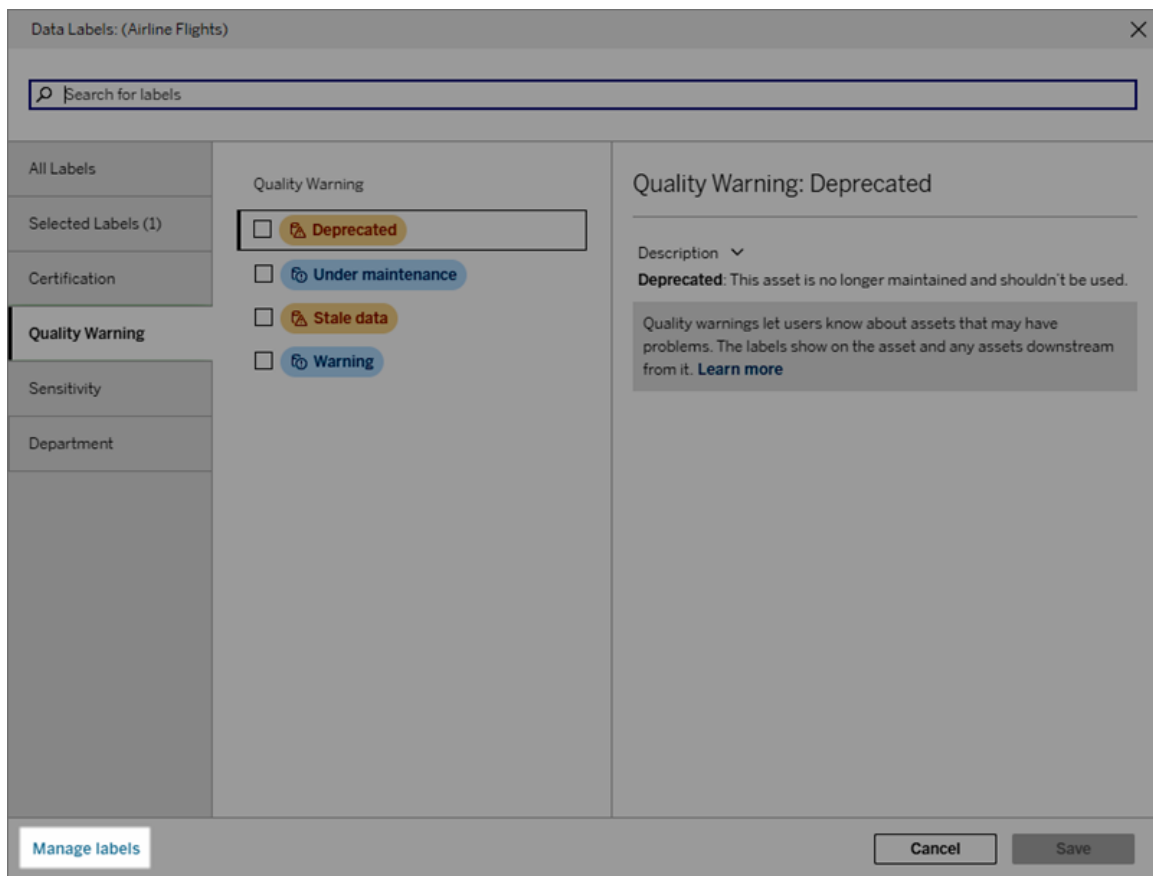 Data Labels: (Airline Flights)
Search for labels
All Labels
Selected Labels (1)
Certification
Quality Warning
Sensitivity
Department
Quality Warning
Deprecated
Under maintenance
Stale data
Warning
Quality Warning: Deprecated
Description
Deprecated: This asset is no longer maintained and shouldn't be used.
Quality warnings let users know about assets that may have
problems. The labels show on the asset and any assets downstream
from it. Learn more
Manage labels
Cancel
Save